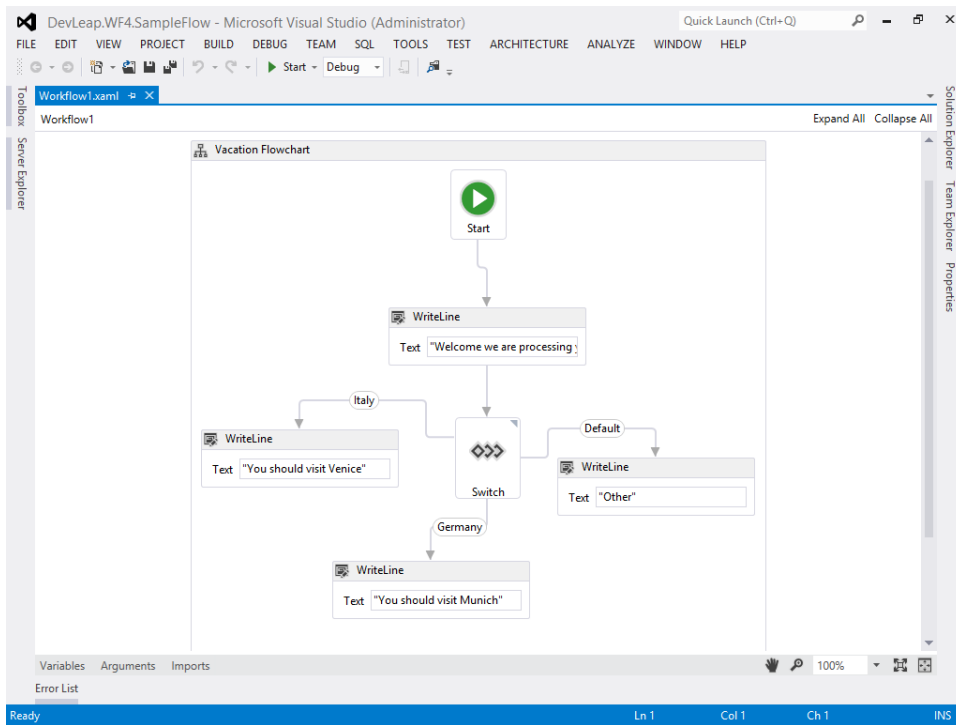 DevLeap.WF4.SampleFlow - Microsoft Visual Studio (Administrator)
Quick Launch (Ctrl+Q)
FILE EDIT VIEW PROJECT BUILD DEBUG TEAM SQL TOOLS TEST ARCHITECTURE ANALYZE WINDOW HELP
Start Debug
Toolbox
Server Explorer
Workflow1.xaml
Workflow1
Expand All Collapse All
Solution Explorer
Team Explorer
Properties
Vacation Flowchart
Start
WriteLine
Text "Welcome we are processing
Italy
WriteLine
Text "You should visit Venice"
Switch
Default
WriteLine
Text "Other"
Germany
WriteLine
Text "You should visit Munich"
Variables Arguments Imports
100%
Error List
Ready
Ln 1 Col 1 Ch 1 INS